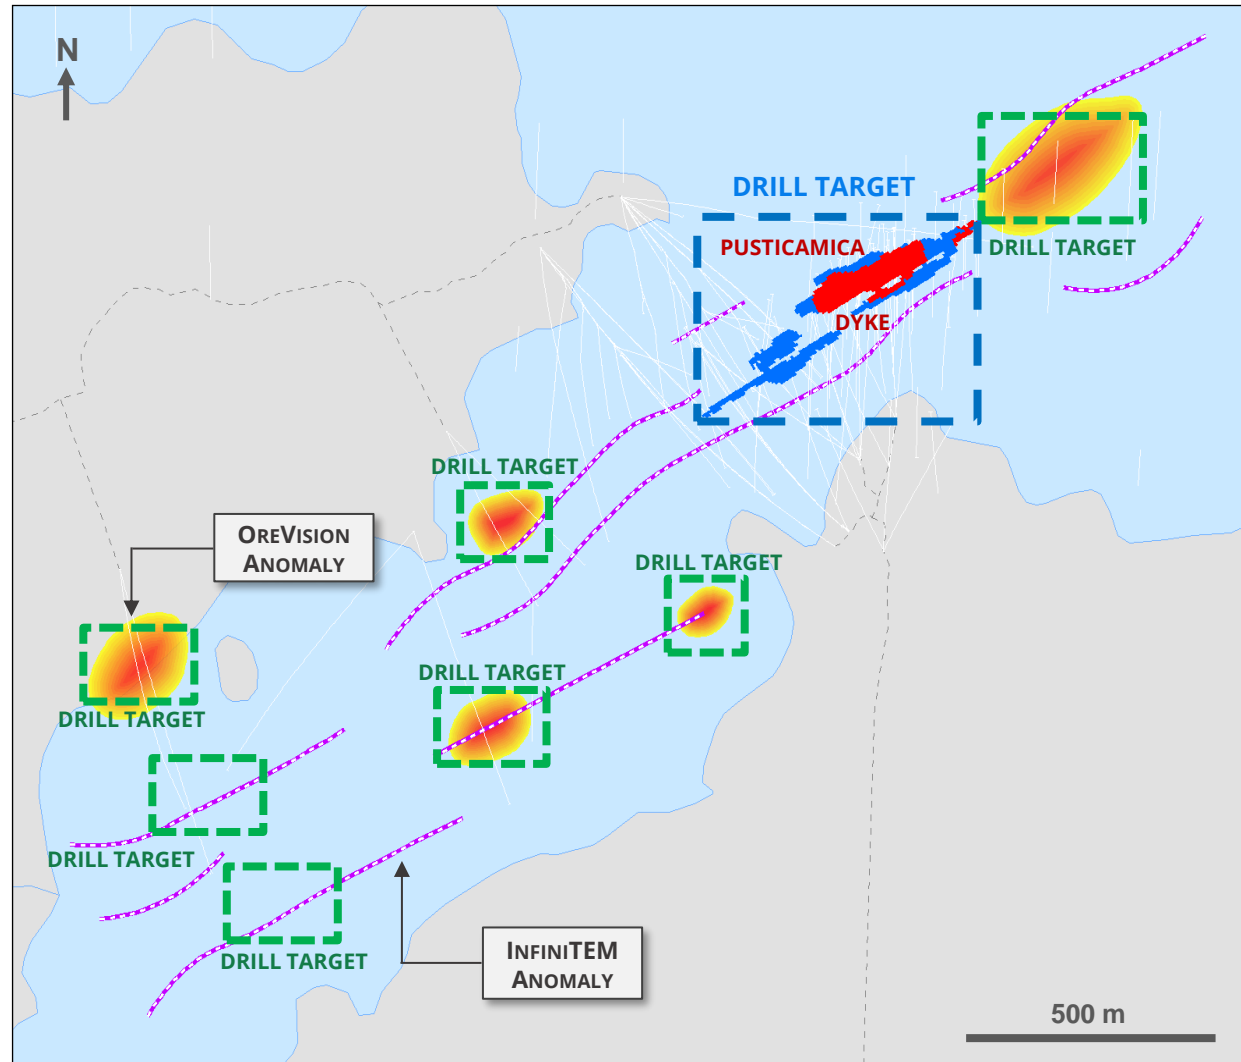 N
DRILL TARGET
PUSTICAMICA
DRILL TARGET
DYKE
DRILL TARGET
OREVISION
ANOMALY
DRILL TARGET
DRILL TARGET
DRILL TARGET
DRILL TARGET
DRILL TARGET
INFINITEM
ANOMALY
500 m